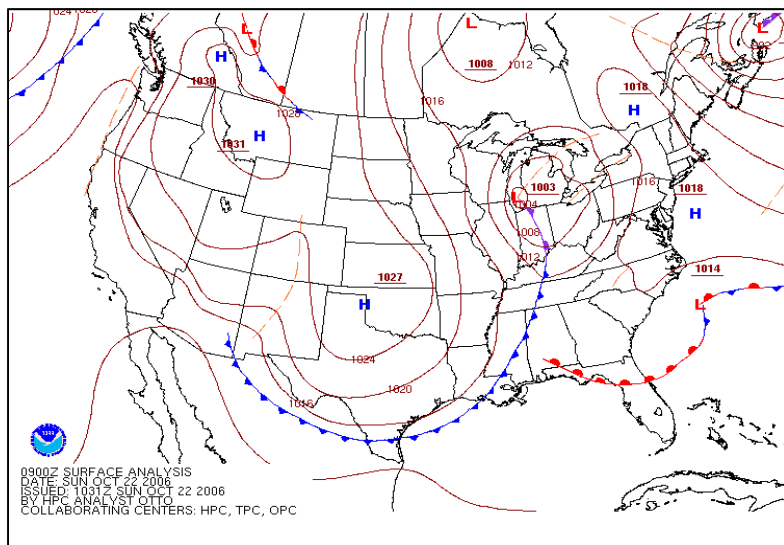 1024
1028
L
L
L
H
1008
1012
1002
1030
1016
1018
1028
H
H
1031
1016
1003
1018
L
1004
H
1008
1014
1012
1027
H
L
1024
1020
1016
0900Z SURFACE ANALYSIS
DATE: SUN OCT 22 2006
ISSUED: 1031Z SUN OCT 22 2006
BY HPC ANALYST OTTO
COLLABORATING CENTERS: HPC, TPC, OPC